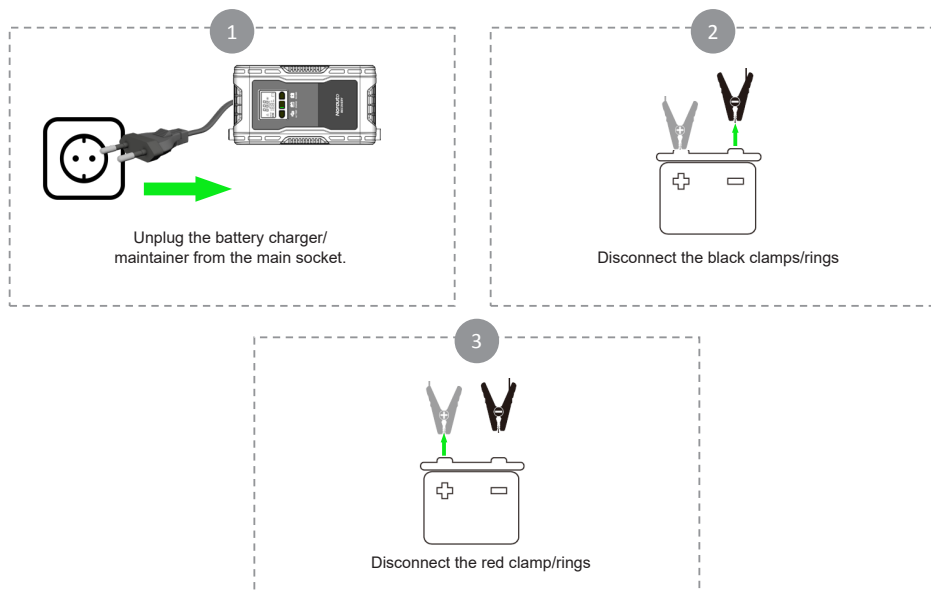 1
Unplug the battery charger/
maintainer from the main socket.
2
Disconnect the black clamps/rings
3
Disconnect the red clamp/rings